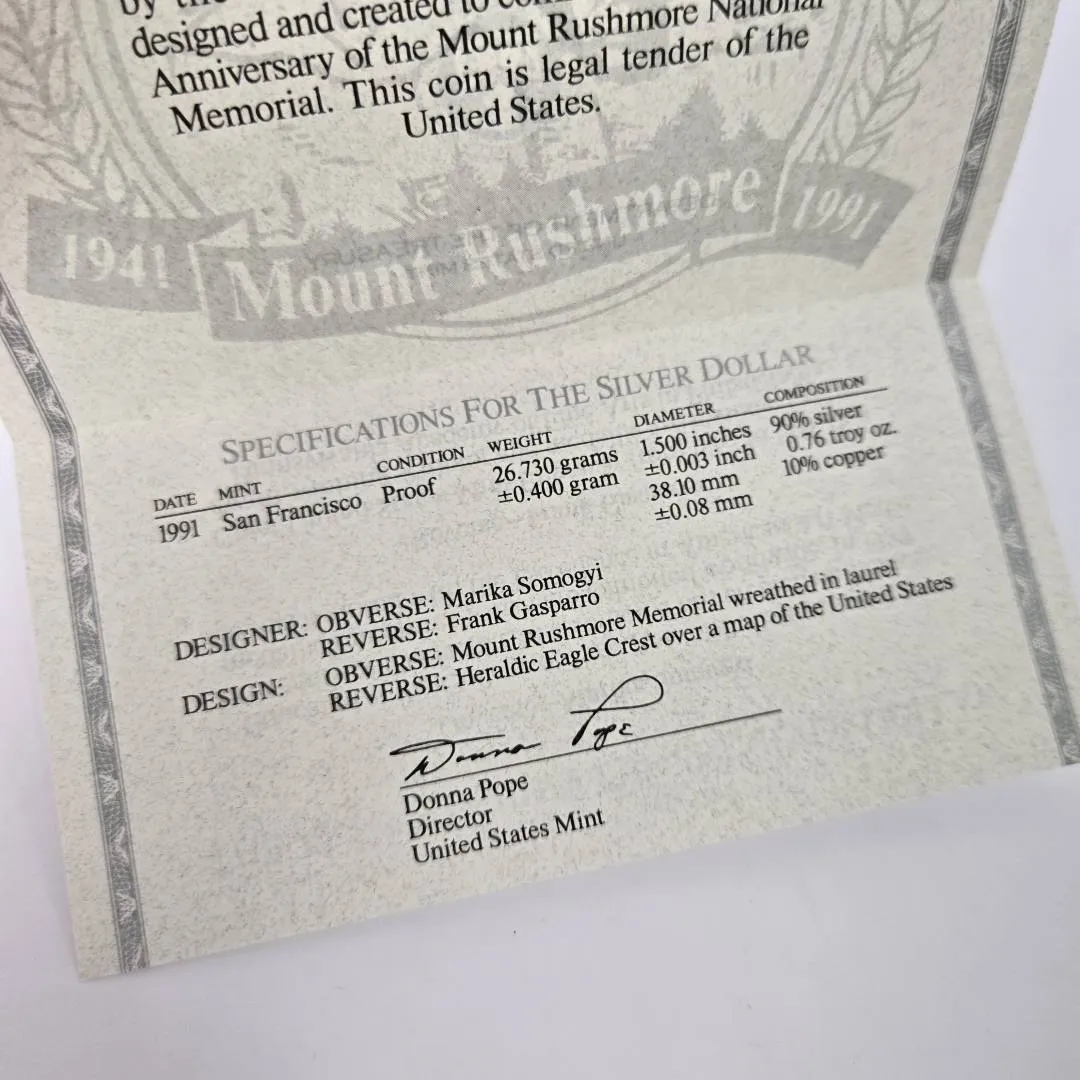 by the
designed and created to
Anniversary of the Mount Rushmore National
Memorial. This coin is legal tender of the
United States.
1941 Mount Rushmore 1991
SPECIFICATIONS FOR THE SILVER DOLLAR
DATE MINT CONDITION WEIGHT DIAMETER COMPOSITION
1991 San Francisco Proof 26.730 grams 1.500 inches 90% silver
±0.400 gram ±0.003 inch 0.76 troy oz.
38.10 mm 10% copper
±0.08 mm
DESIGNER: OBVERSE: Marika Somogyi
REVERSE: Frank Gasparro
DESIGN: OBVERSE: Mount Rushmore Memorial wreathed in laurel
REVERSE: Heraldic Eagle Crest over a map of the United States
Donna Pope
Donna Pope
Director
United States Mint